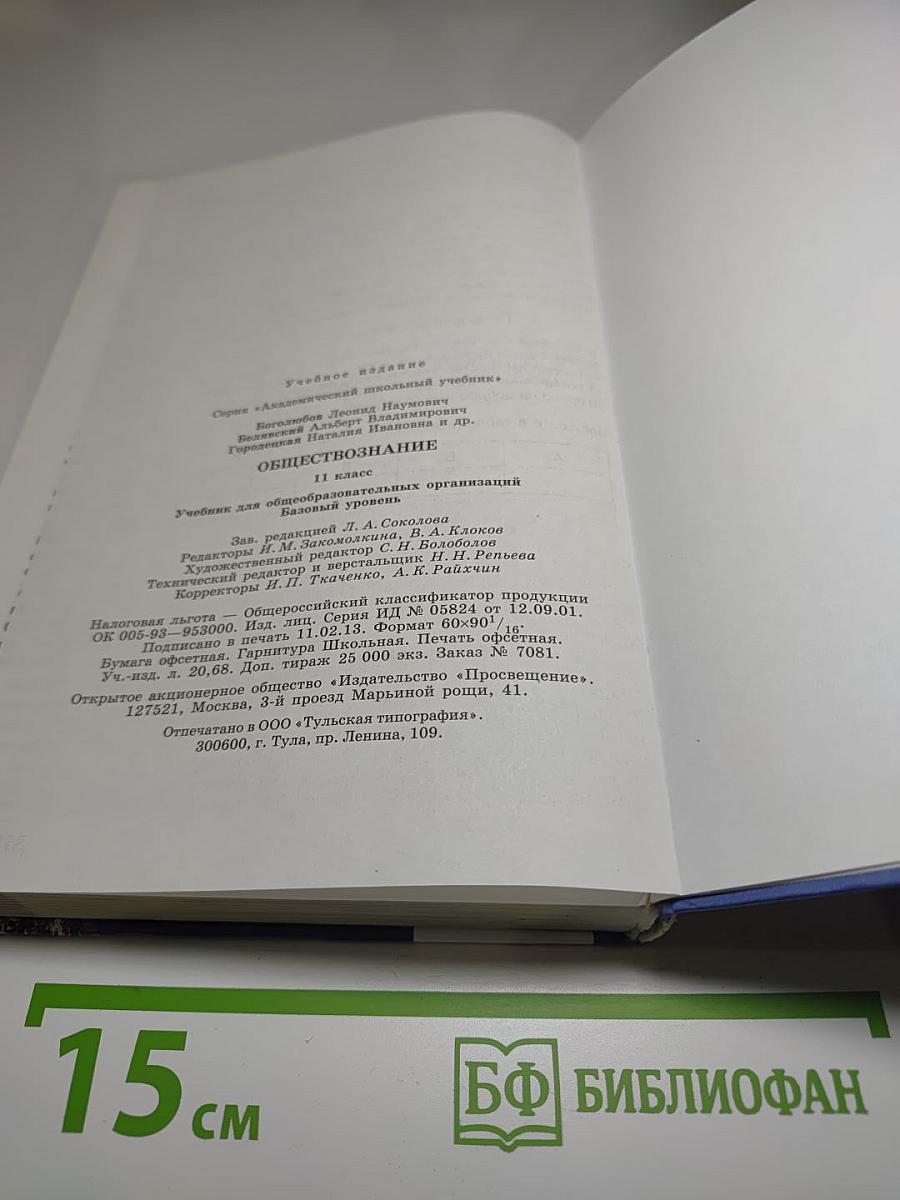 Учебное издание
Серия «Академический школьный учебник»
Боголюбов Леонид Наумович
Белявский Альберт Владимирович
Городецкая Наталия Ивановна и др.
ОБЩЕСТВОЗНАНИЕ
11 класс
Учебник для общеобразовательных организаций
Базовый уровень
Зав. редакцией Л. А. Соколова
Редакторы И. М. Закомолкина, В. А. Клоков
Художественный редактор С. Н. Болоболов
Технический редактор и верстальщик Н. Н. Репьева
Корректоры И. П. Ткаченко, А. К. Райхчин
Налоговая льгота — Общероссийский классификатор продукции
ОК 005-93—953000. Изд. лиц. Серия ИД № 05824 от 12.09.01.
Подписано в печать 11.02.13. Формат 60×90¹/₁₆.
Бумага офсетная. Гарнитура Школьная. Печать офсетная.
Уч.-изд. л. 20,68. Доп. тираж 25 000 экз. Заказ № 7081.
Открытое акционерное общество «Издательство «Просвещение».
127521, Москва, 3-й проезд Марьиной рощи, 41.
Отпечатано в ООО «Тульская типография».
300600, г. Тула, пр. Ленина, 109.
15 см
БФ БИБЛИОФАН